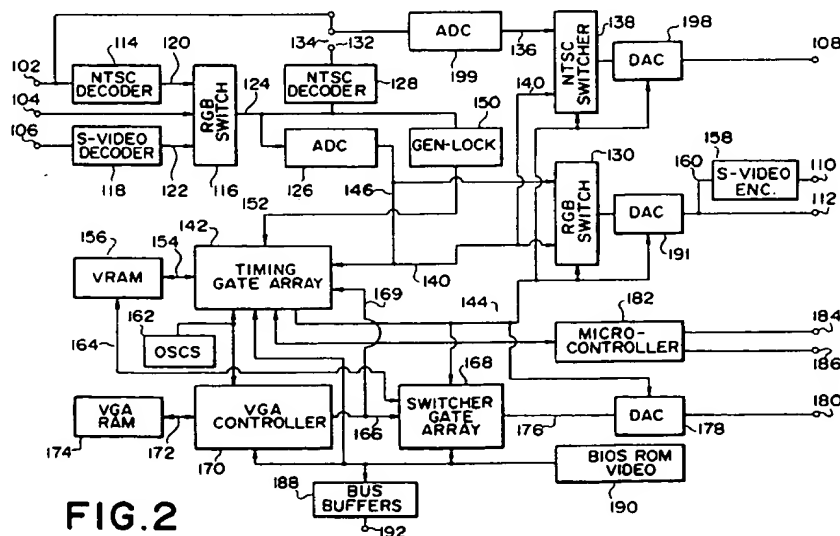 102
104
106
114
NTSC
DECODER
120
S-VIDEO
DECODER
118
122
RGB
SWITCH
116
124
134
132
NTSC
DECODER
128
ADC
126
146
150
GEN-LOCK
ADC
199
136
138
NTSC
SWITCHER
140
198
DAC
108
130
RGB
SWITCH
DAC
191
158
160
S-VIDEO
ENC.
110
112
152
142
TIMING
GATE ARRAY
140
156
VRAM
154
169
144
162
OSCS
164
182
MICRO-
CONTROLLER
184
186
168
SWITCHER
GATE
ARRAY
VGA
RAM
174
172
VGA
CONTROLLER
170
166
176
DAC
178
180
188
BUS
BUFFERS
192
BIOS ROM
VIDEO
190
FIG.2